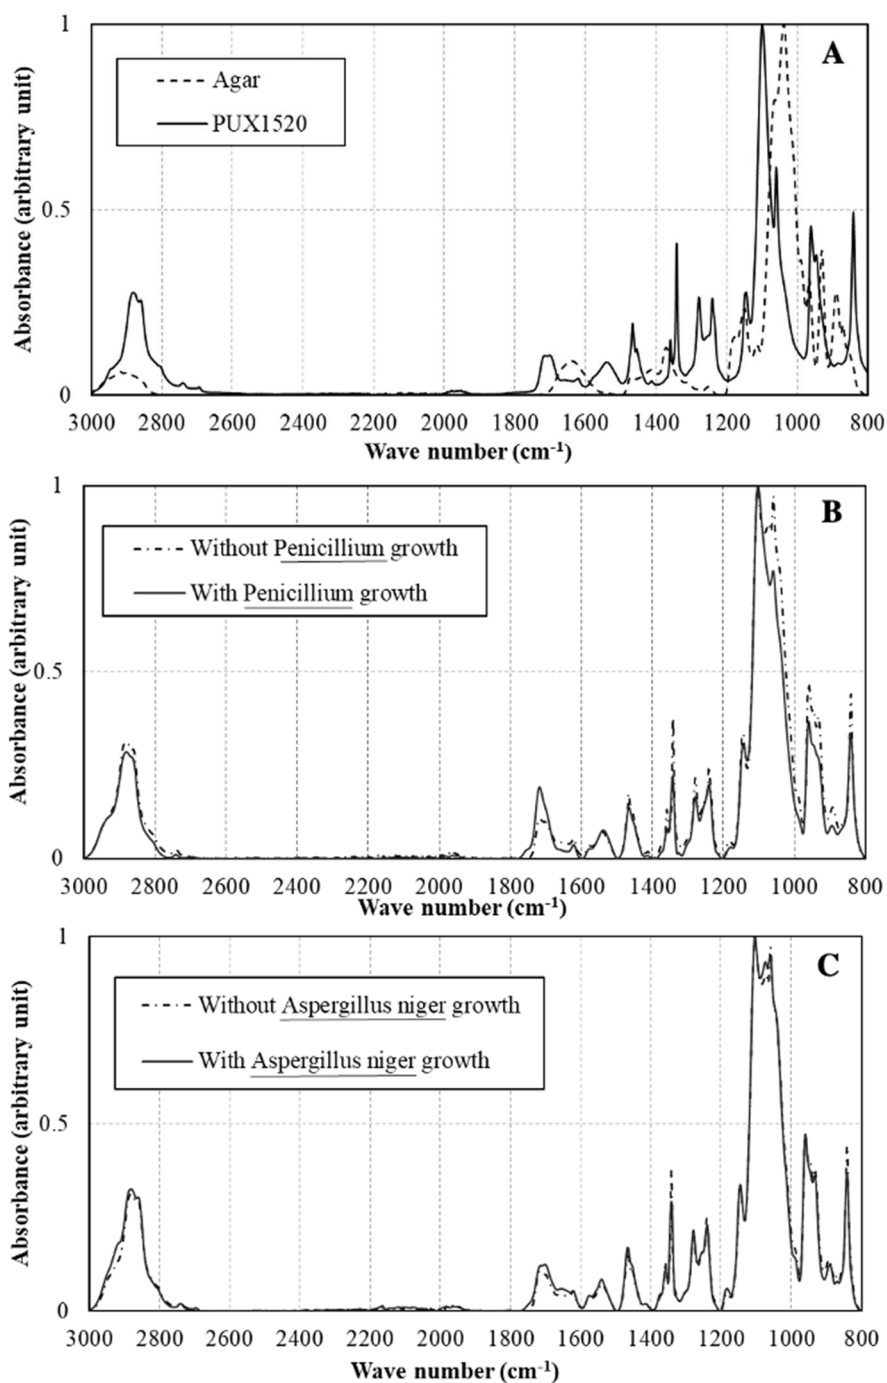 A
1
Agar
PUX1520
0.5
0
Absorbance (arbitrary unit)
3000 2800 2600 2400 2200 2000 1800 1600 1400 1200 1000 800
Wave number (cm-1)
B
1
Without Penicillium growth
With Penicillium growth
0.5
0
Absorbance (arbitrary unit)
3000 2800 2600 2400 2200 2000 1800 1600 1400 1200 1000 800
Wave number (cm-1)
C
1
Without Aspergillus niger growth
With Aspergillus niger growth
0.5
0
Absorbance (arbitrary unit)
3000 2800 2600 2400 2200 2000 1800 1600 1400 1200 1000 800
Wave number (cm-1)